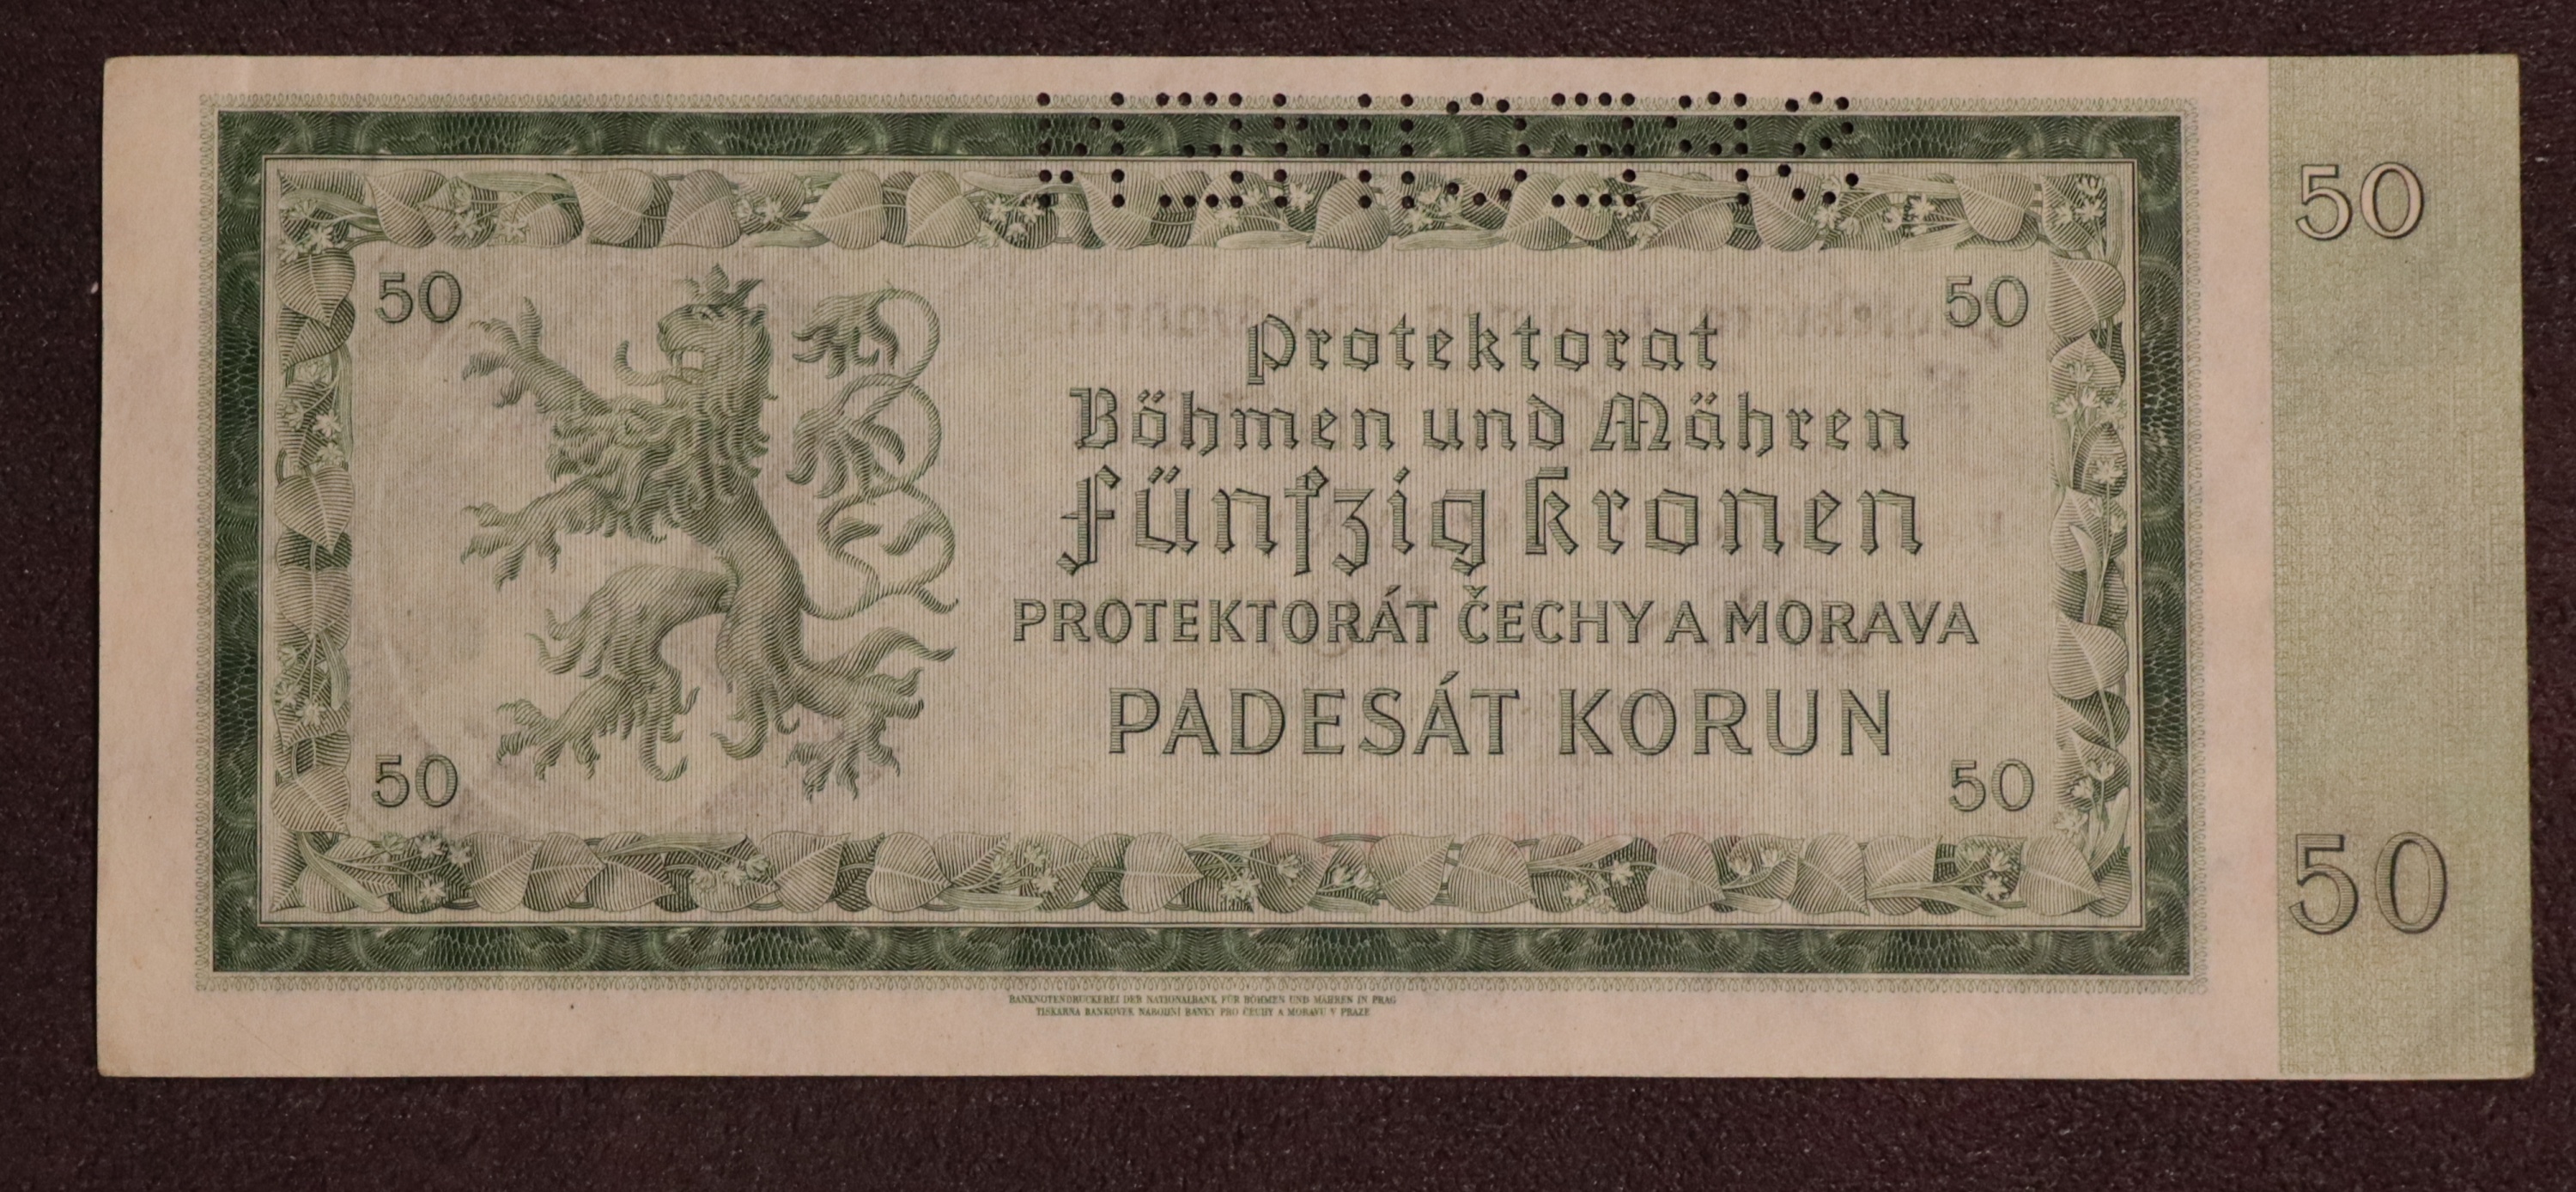 50
50
50
Protektorat
Böhmen und Mähren
Fünfzig Kronen
PROTEKTORÁT ČECHY A MORAVA
PADESÁT KORUN
50
50
50
BANKNOTENDRUCKEREI DER NATIONALBANK FÜR BÖHMEN UND MÄHREN IN PRAG
TISKÁRNA BANKOVEK NÁRODNÍ BANKY PRO ČECHY A MORAVU V PRAZE